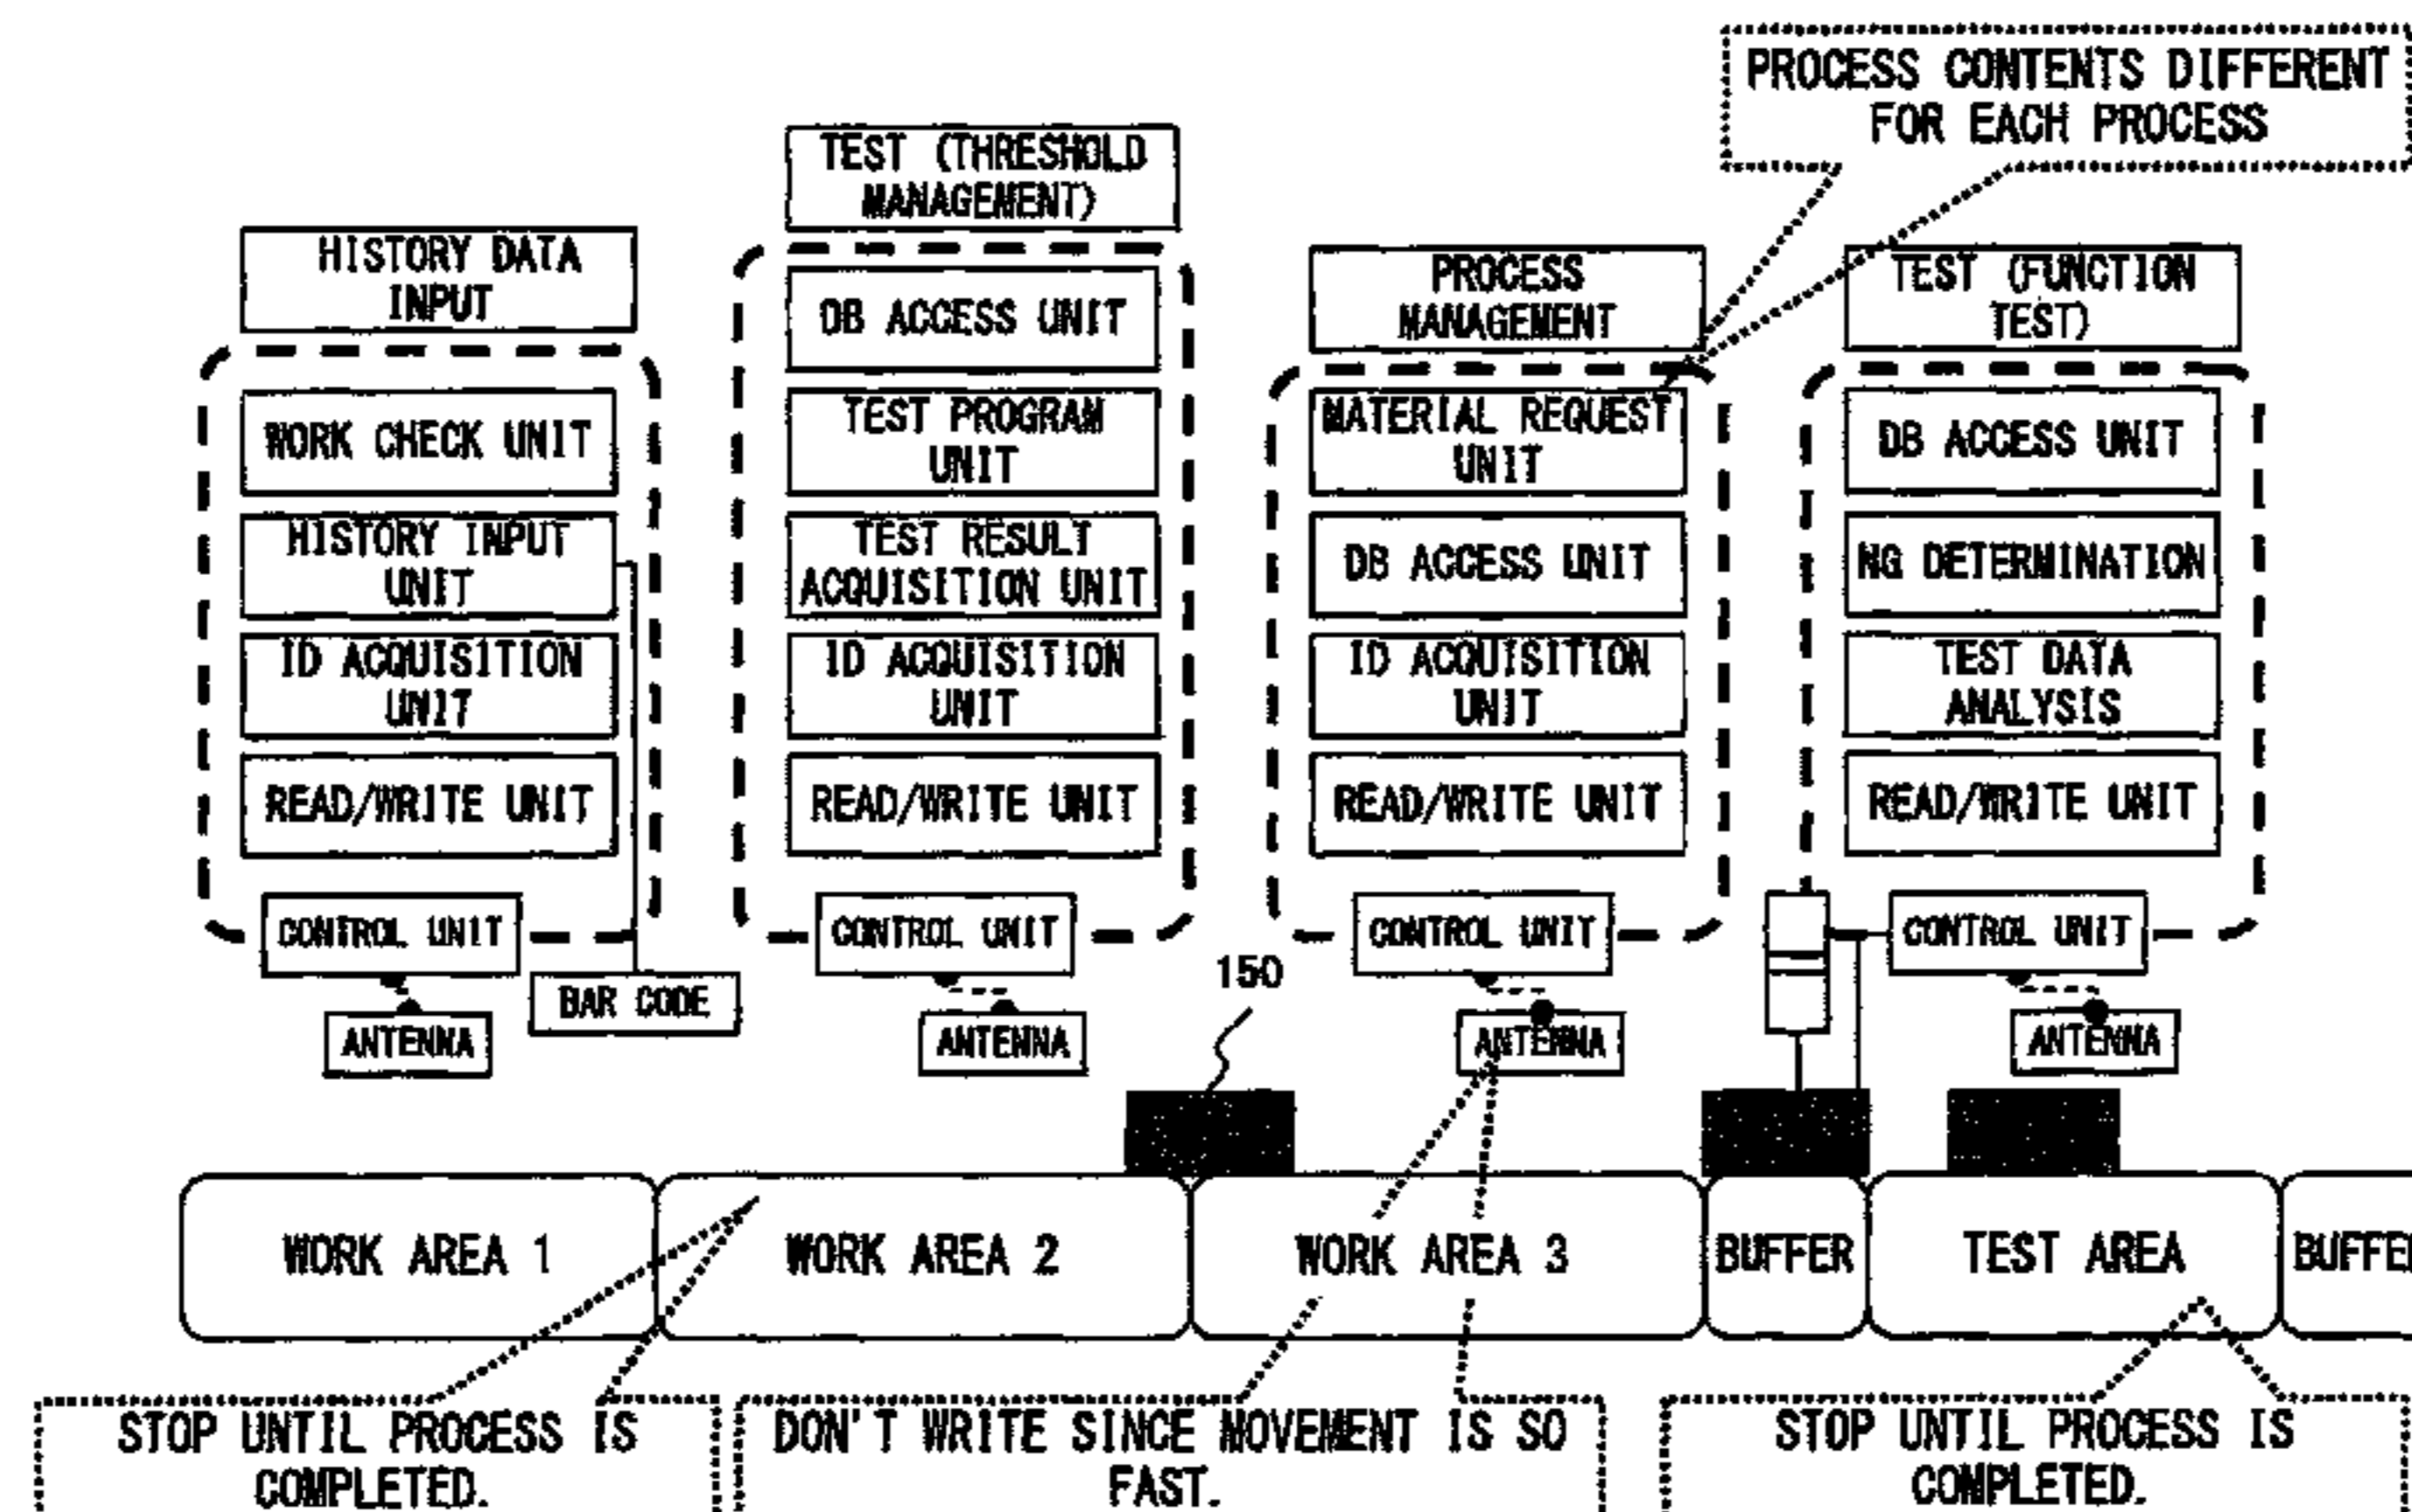 PROCESS CONTENTS DIFFERENT
FOR EACH PROCESS
HISTORY DATA
INPUT
WORK CHECK UNIT
HISTORY INPUT
UNIT
ID ACQUISITION
UNIT
READ/WRITE UNIT
CONTROL UNIT
BAR CODE
ANTENNA
TEST (THRESHOLD
MANAGEMENT)
DB ACCESS UNIT
TEST PROGRAM
UNIT
TEST RESULT
ACQUISITION UNIT
ID ACQUISITION
UNIT
READ/WRITE UNIT
CONTROL UNIT
ANTENNA
150
PROCESS
MANAGEMENT
MATERIAL REQUEST
UNIT
DB ACCESS UNIT
ID ACQUISITION
UNIT
READ/WRITE UNIT
CONTROL UNIT
ANTENNA
TEST (FUNCTION
TEST)
DB ACCESS UNIT
NG DETERMINATION
TEST DATA
ANALYSIS
READ/WRITE UNIT
CONTROL UNIT
ANTENNA
WORK AREA 1
WORK AREA 2
WORK AREA 3
BUFFER
TEST AREA
BUFFE
STOP UNTIL PROCESS IS
COMPLETED.
DON'T WRITE SINCE MOVEMENT IS SO
FAST.
STOP UNTIL PROCESS IS
COMPLETED.